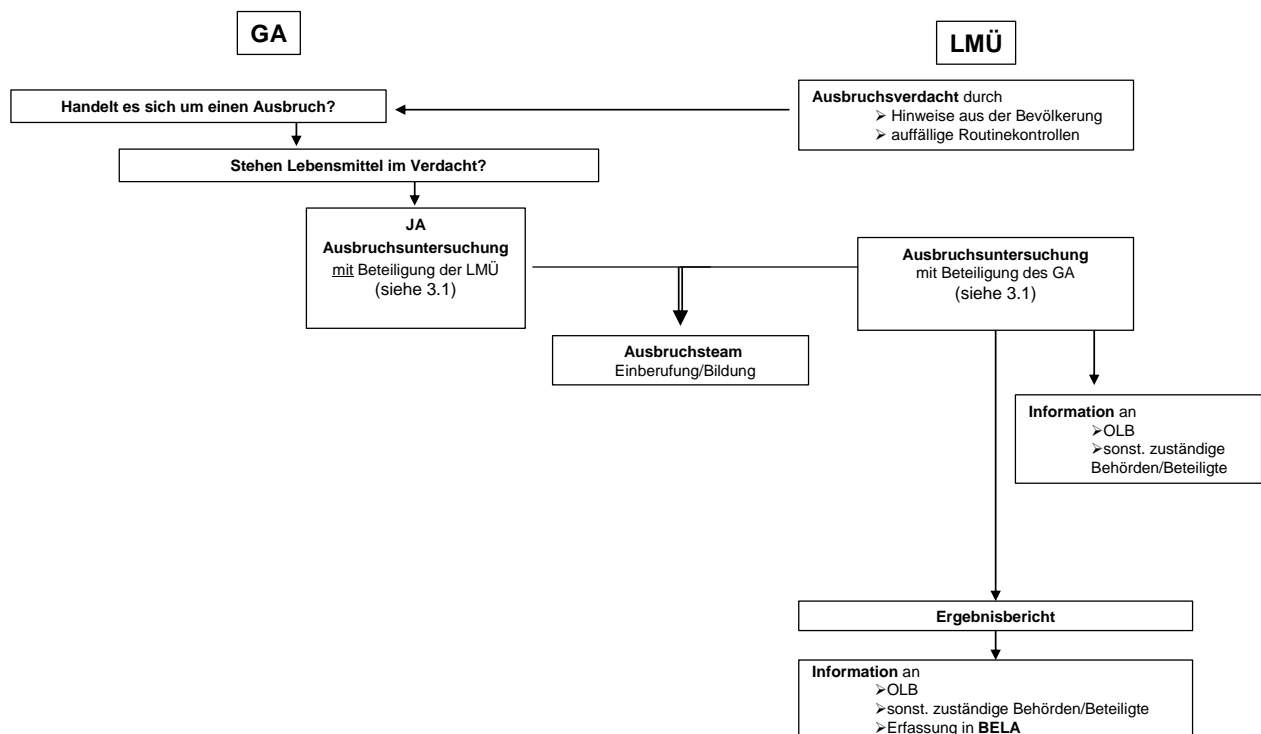 GA
LMÜ
Handelt es sich um einen Ausbruch?
Ausbruchsverdacht durch
➢ Hinweise aus der Bevölkerung
➢ auffällige Routinekontrollen
Stehen Lebensmittel im Verdacht?
JA
Ausbruchsuntersuchung
mit Beteiligung der LMÜ
(siehe 3.1)
Ausbruchsuntersuchung
mit Beteiligung des GA
(siehe 3.1)
Ausbruchsteam
Einberufung/Bildung
Information an
➢OLB
➢sonst. zuständige
Behörden/Beteiligte
Ergebnisbericht
Information an
➢OLB
➢sonst. zuständige Behörden/Beteiligte
➢Erfassung in BELA